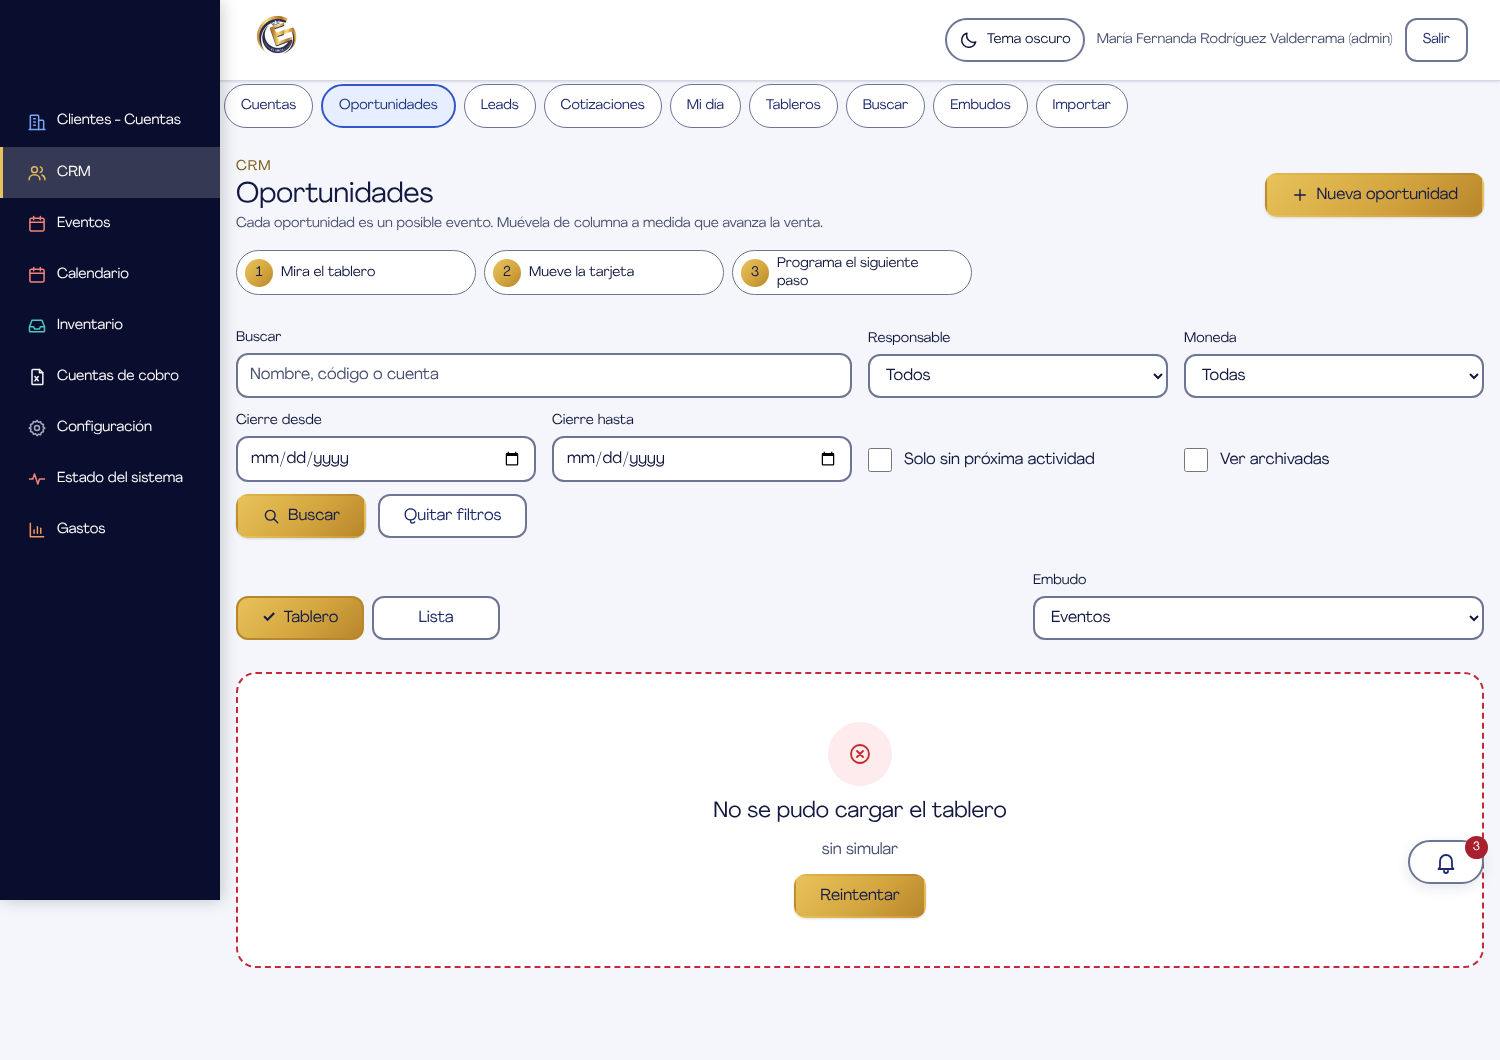 Tema oscuro
María Fernanda Rodríguez Valderrama (admin)
Salir
Clientes - Cuentas
CRM
Eventos
Calendario
Inventario
Cuentas de cobro
Configuración
Estado del sistema
Gastos
Cuentas
Oportunidades
Leads
Cotizaciones
Mi día
Tableros
Buscar
Embudos
Importar
CRM
Oportunidades
Cada oportunidad es un posible evento. Muévela de columna a medida que avanza la venta.
+ Nueva oportunidad
1 Mira el tablero
2 Mueve la tarjeta
3 Programa el siguiente
paso
Buscar
Nombre, código o cuenta
Responsable
Todos
Moneda
Todas
Cierre desde
mm/dd/yyyy
Cierre hasta
mm/dd/yyyy
Solo sin próxima actividad
Ver archivadas
Buscar
Quitar filtros
Tablero
Lista
Embudo
Eventos
No se pudo cargar el tablero
sin simular
Reintentar
3